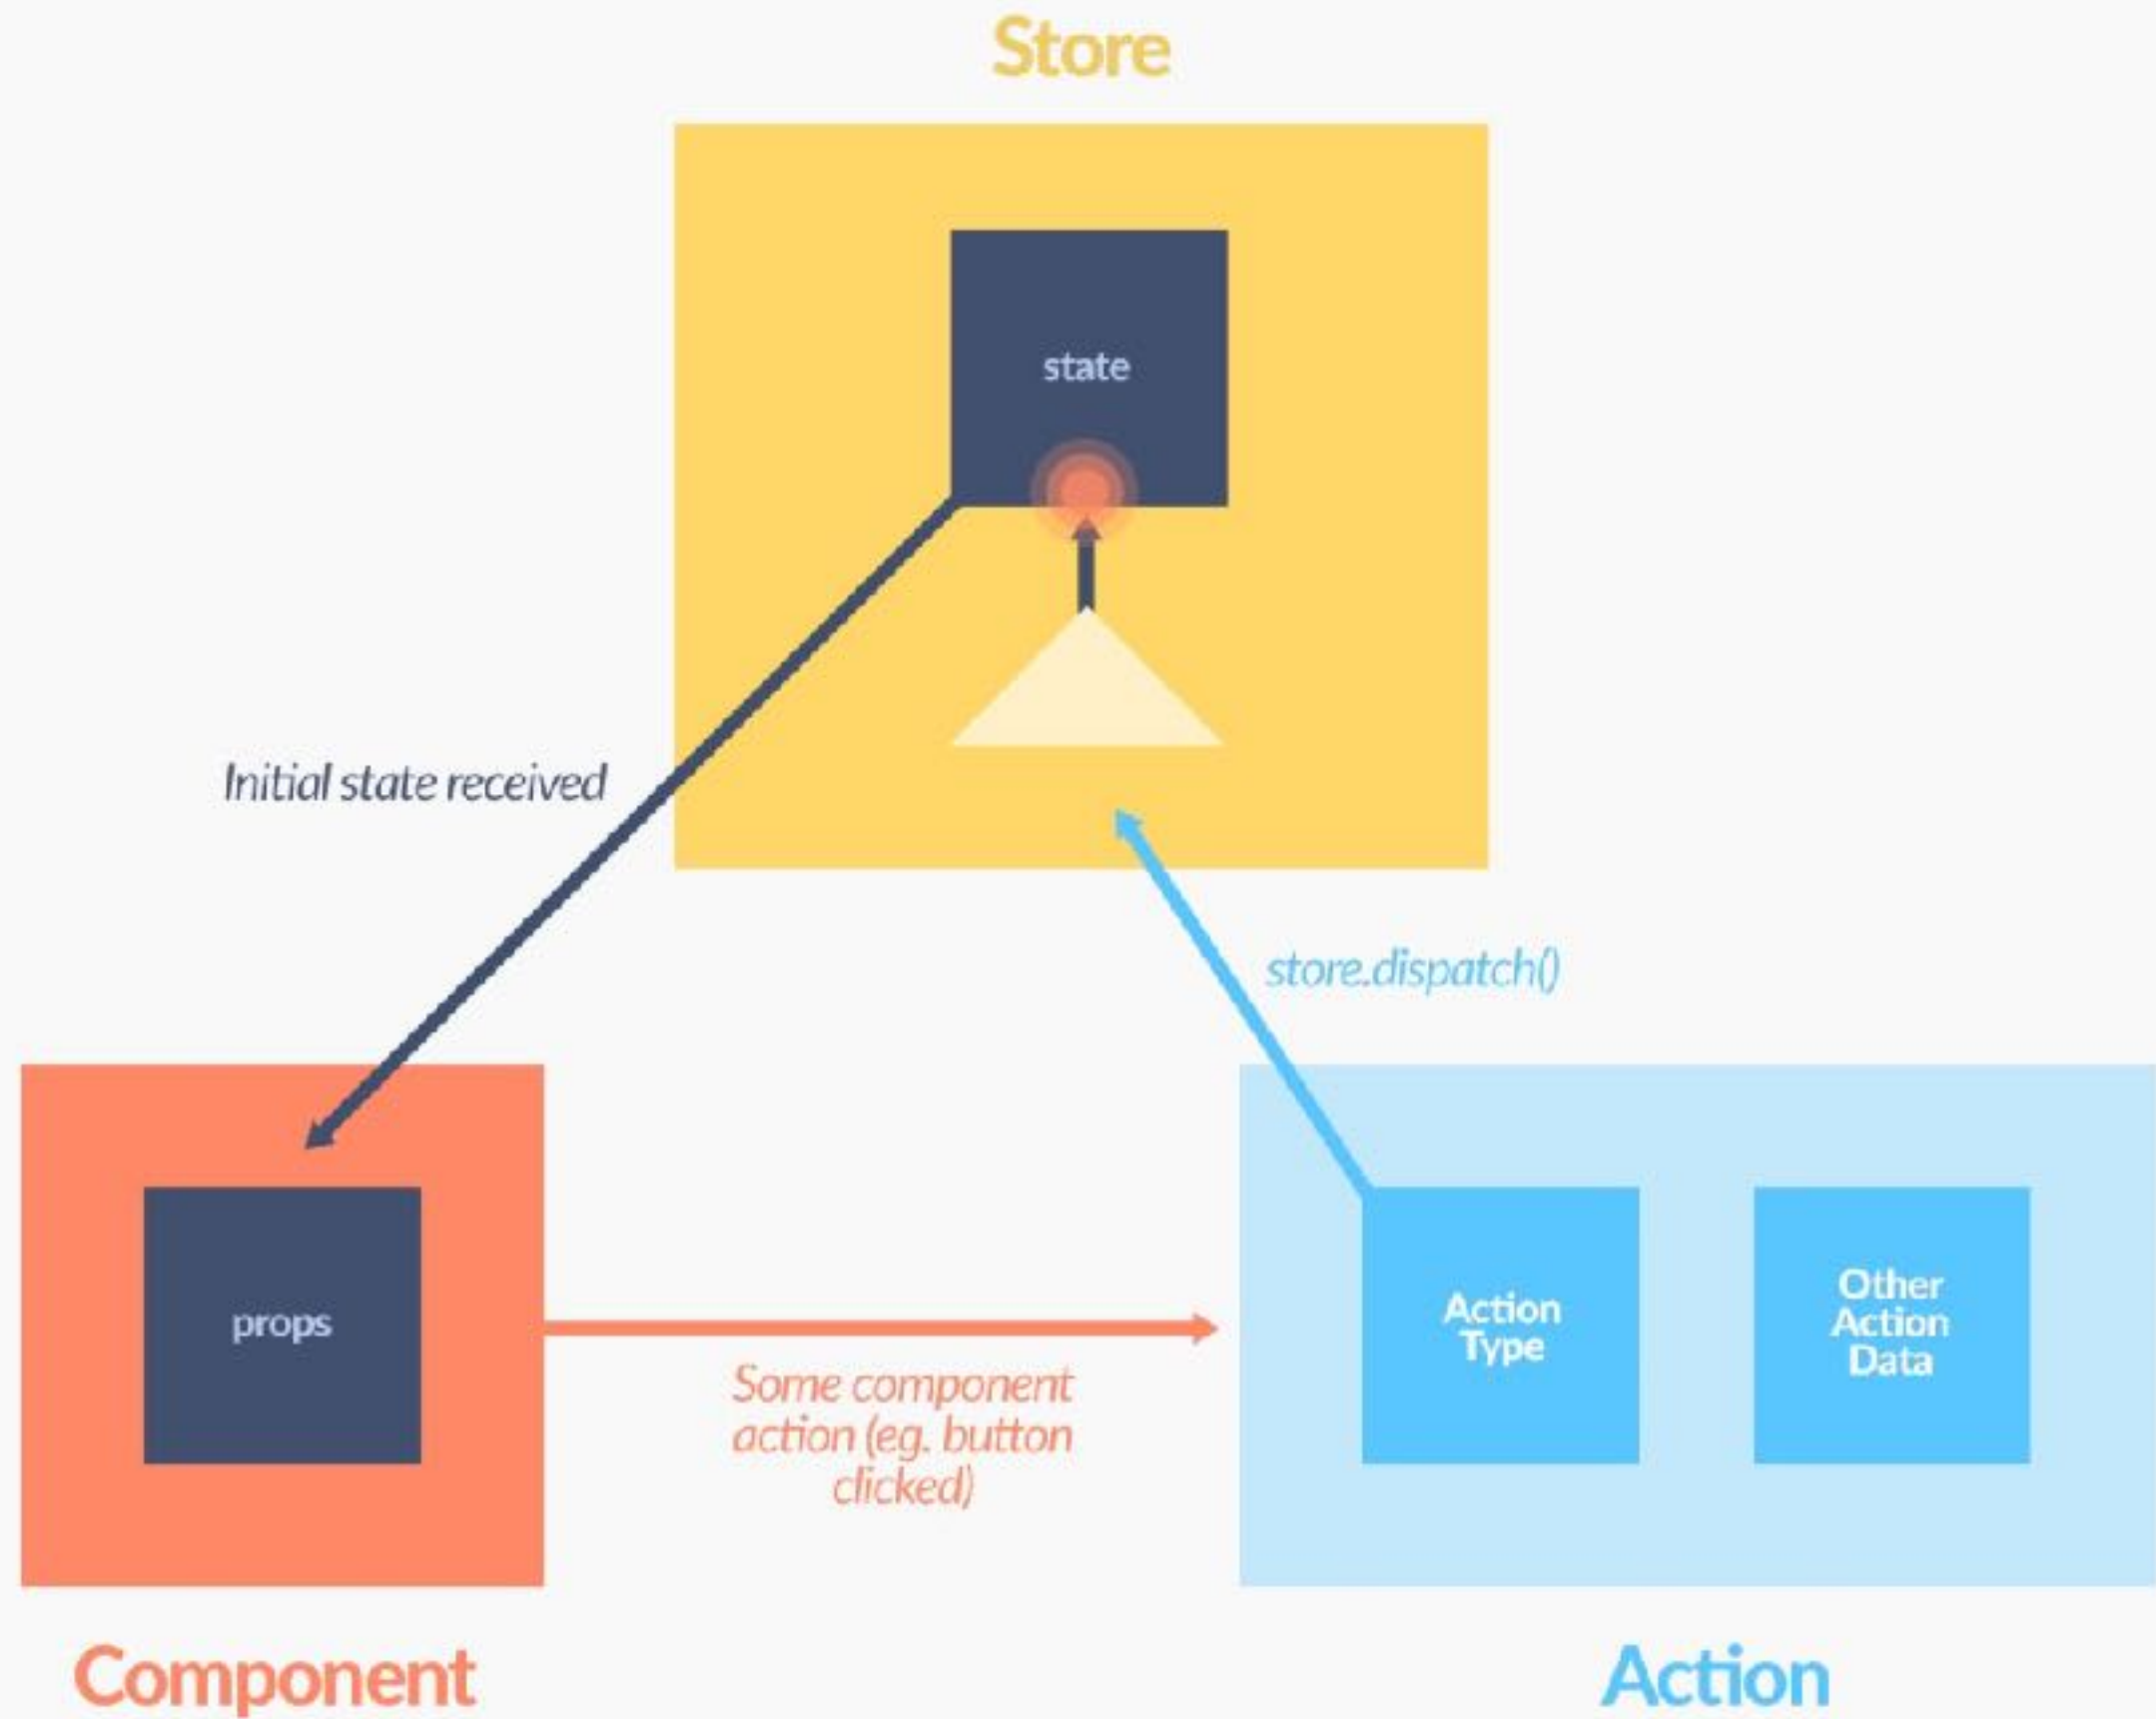 Store
state
Initial state received
store.dispatch()
props
Some component
action (eg. button
clicked)
Action
Type
Other
Action
Data
Component
Action